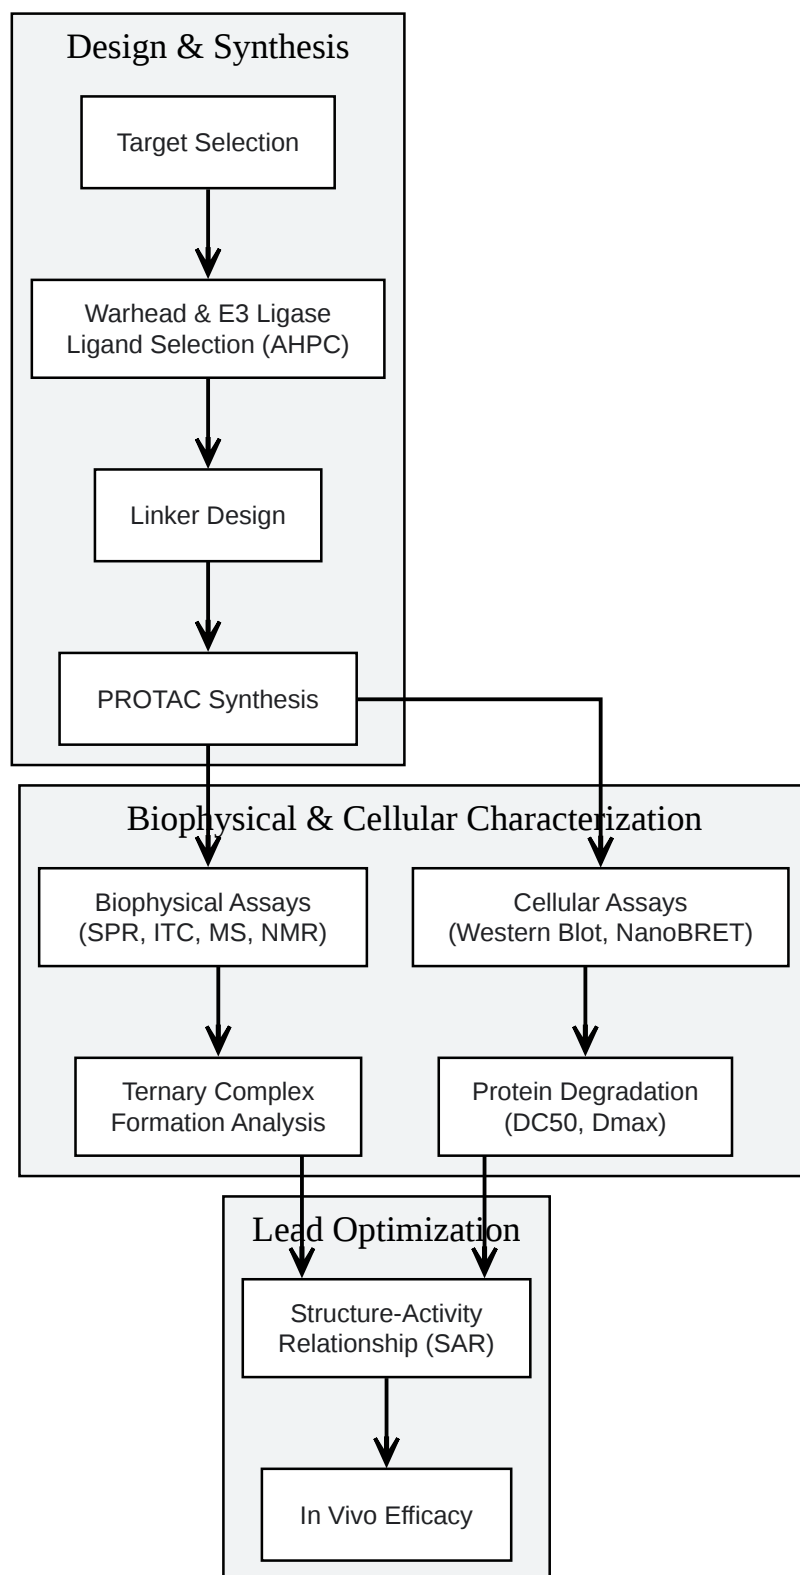 Design & Synthesis
Target Selection
Warhead & E3 Ligase
Ligand Selection (AHPC)
Linker Design
PROTAC Synthesis
Biophysical & Cellular Characterization
Biophysical Assays
(SPR, ITC, MS, NMR)
Cellular Assays
(Western Blot, NanoBRET)
Ternary Complex
Formation Analysis
Protein Degradation
(DC50, Dmax)
Lead Optimization
Structure-Activity
Relationship (SAR)
In Vivo Efficacy